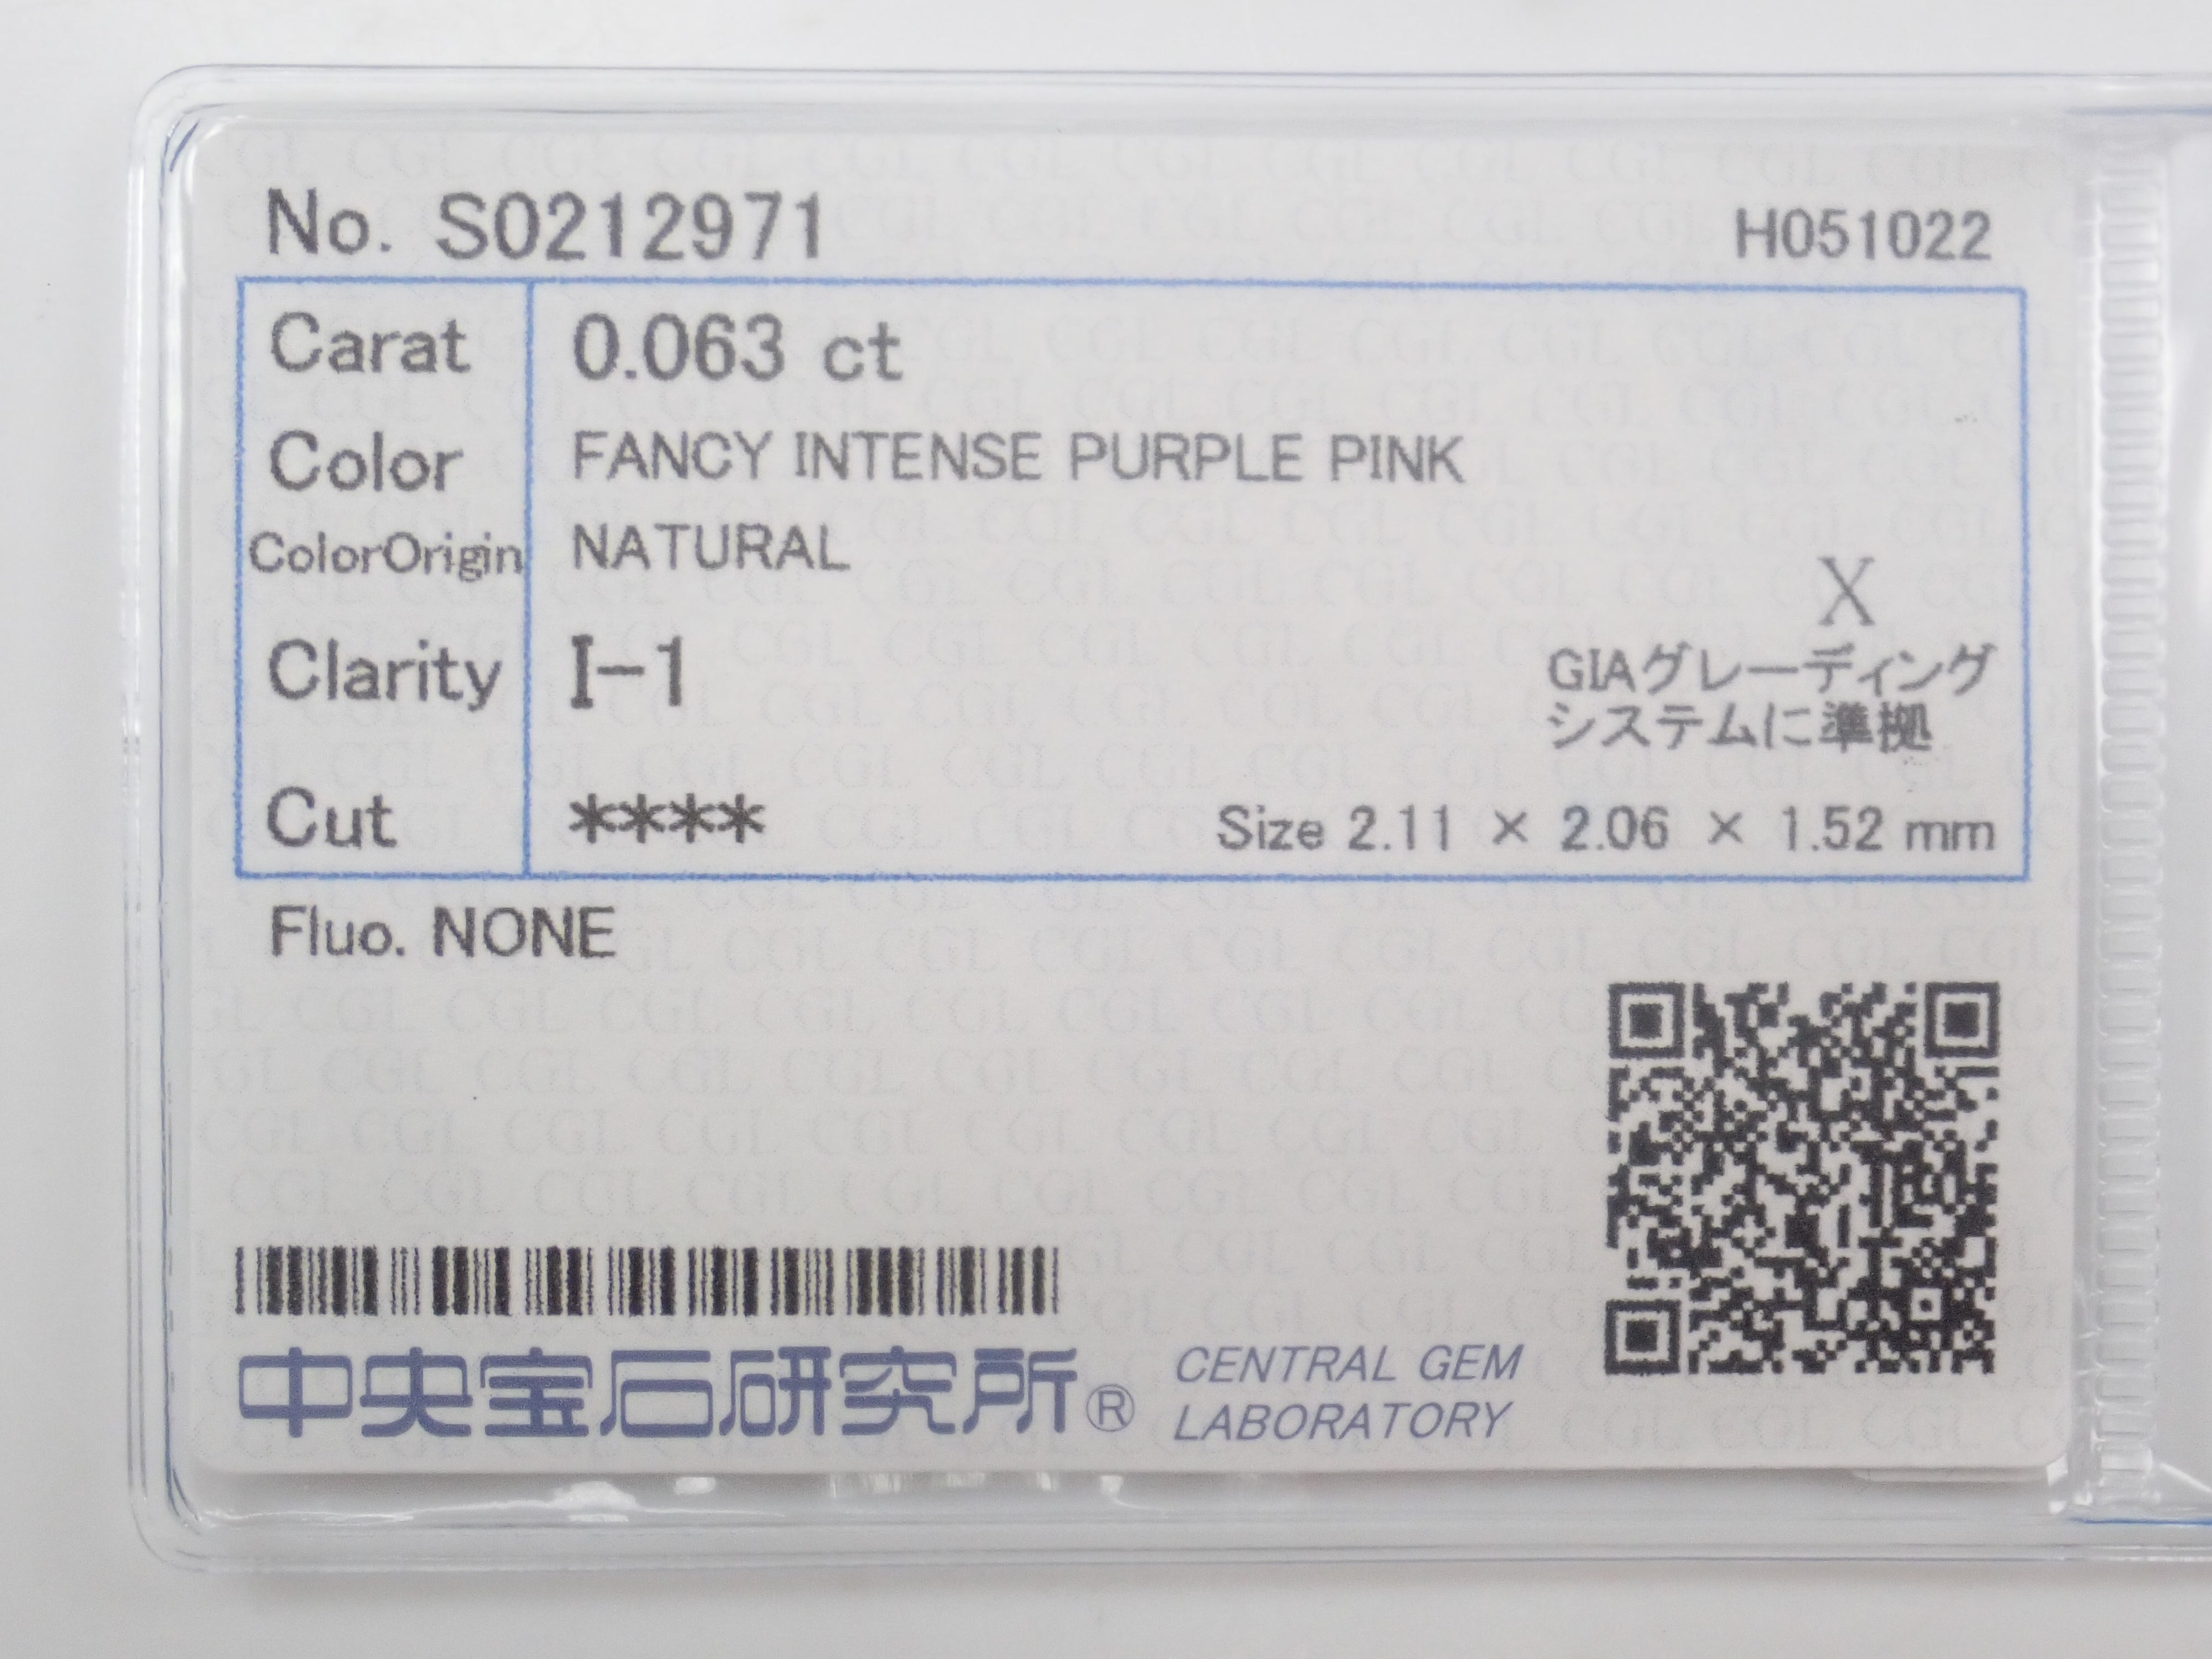 No. S0212971 H051022
Carat 0.063 ct
Color FANCY INTENSE PURPLE PINK
ColorOrigin NATURAL
X
Clarity I-1
GIAグレーディング
システムに準拠
Cut **** Size 2.11 × 2.06 × 1.52 mm
Fluo. NONE
中央宝石研究所® CENTRAL GEM
LABORATORY